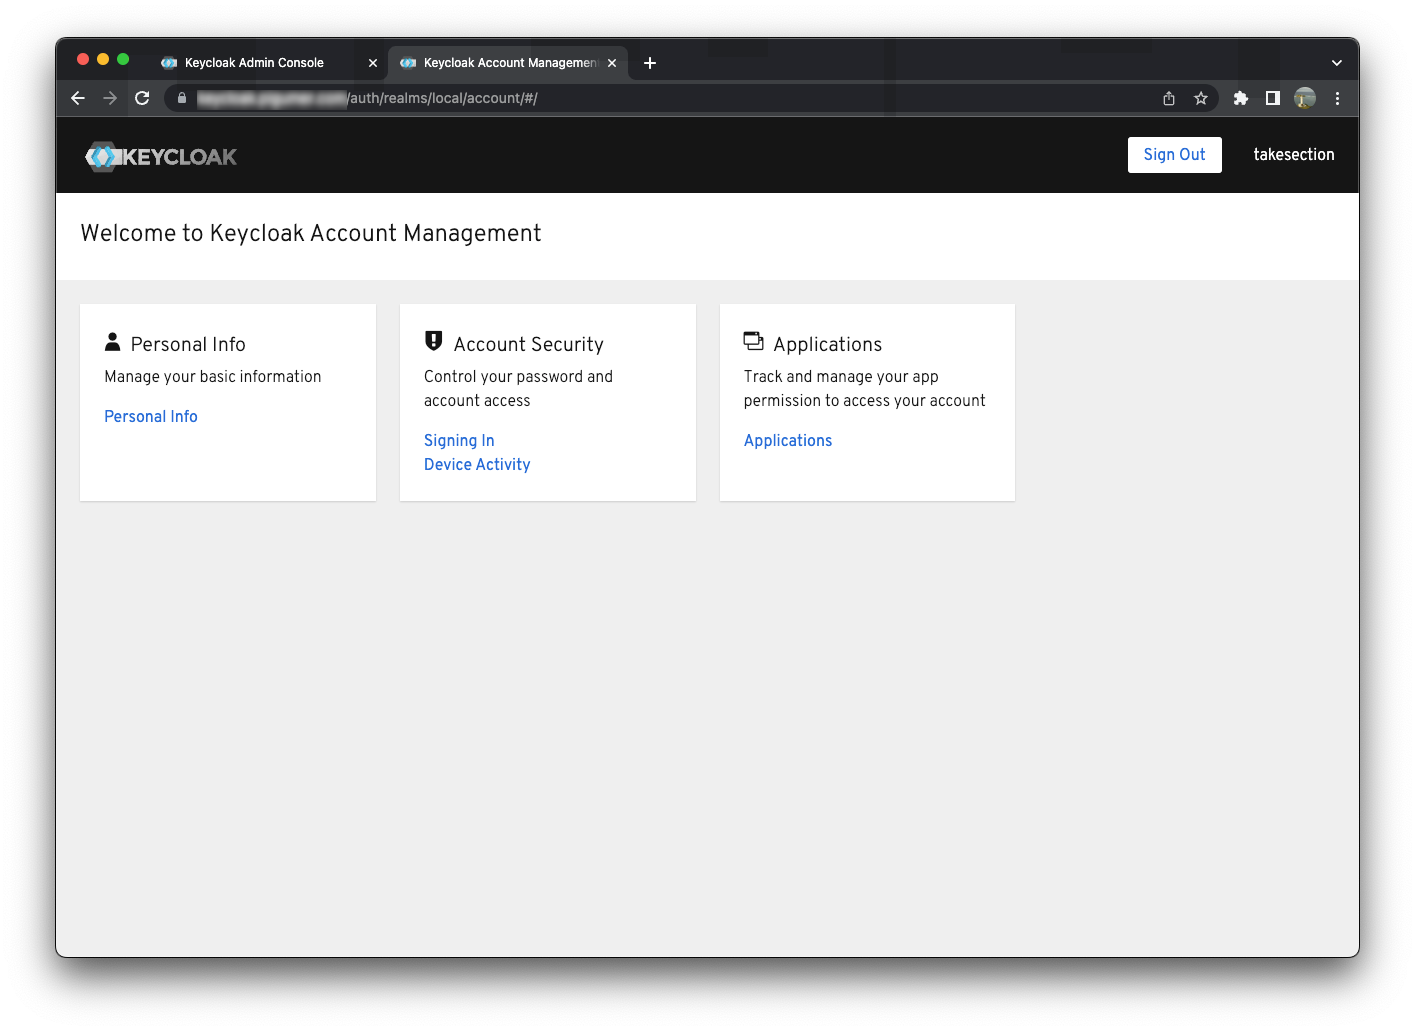 Keycloak Admin Console
Keycloak Account Managemen
/auth/realms/local/account/#/
KEYCLOAK
Sign Out
takesection
Welcome to Keycloak Account Management
Personal Info
Manage your basic information
Personal Info
Account Security
Control your password and
account access
Signing In
Device Activity
Applications
Track and manage your app
permission to access your account
Applications